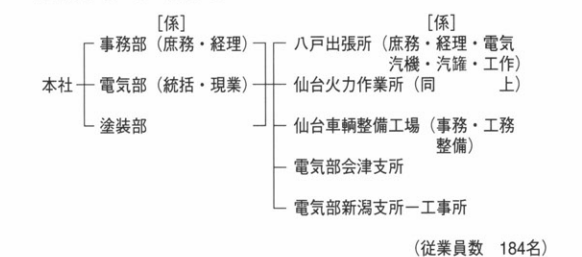 [係]
[係]
事務部（庶務・経理）
八戸出張所（庶務・経理・電気
汽機・汽罐・工作）
本社
電気部（統括・現業）
仙台火力作業所（同　　　上）
塗装部
仙台車輌整備工場（事務・工務
整備）
電気部会津支所
電気部新潟支所ー工事所
（従業員数　184名）